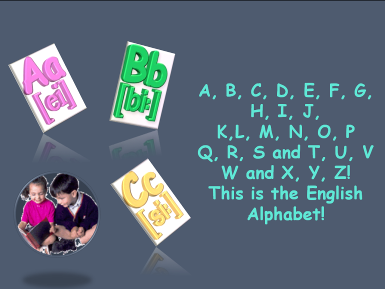 Aa
[ei]
Bb
[bi:]
Cc
[si:]
A, B, C, D, E, F, G,
H, I, J,
K,L, M, N, O, P
Q, R, S and T, U, V
W and X, Y, Z!
This is the English
Alphabet!